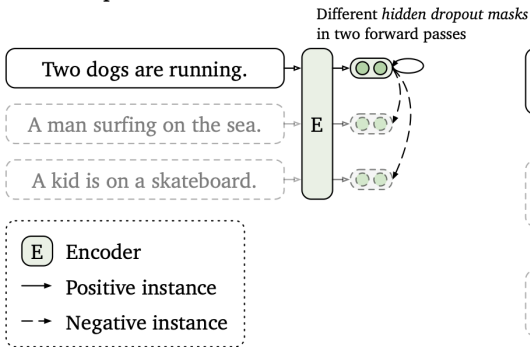 Different hidden dropout masks
in two forward passes
Two dogs are running.
A man surfing on the sea.
E
A kid is on a skateboard.
E Encoder
Positive instance
Negative instance